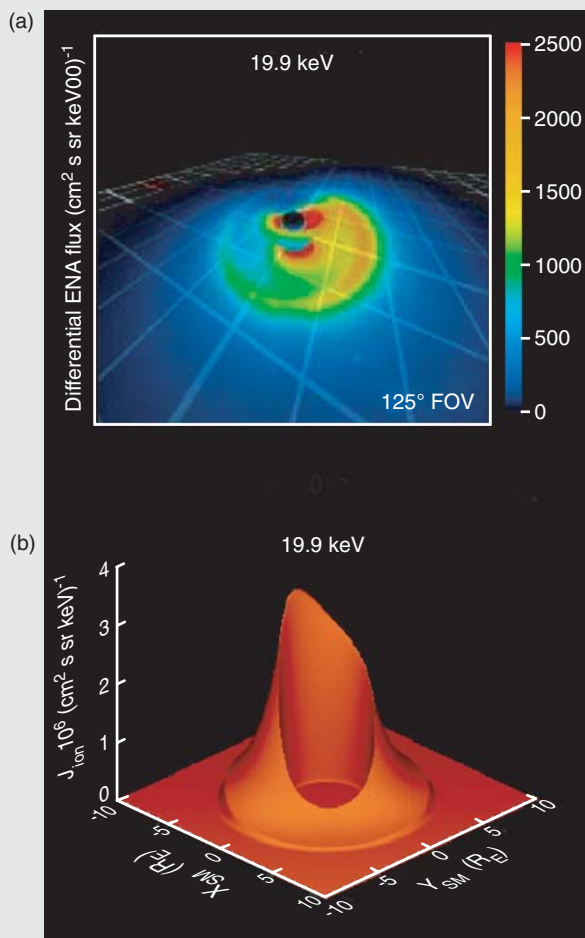 (a)
19.9 keV
Differential ENA flux (cm² s sr keV00)⁻¹
2500
2000
1500
1000
500
0
125° FOV
0
(b)
19.9 keV
J_ion 10⁶ (cm² s sr keV)⁻¹
4
3
2
1
0
-10
-5
0
5
10
X_SM (R_E)
-10
-5
0
5
10
Y_SM (R_E)